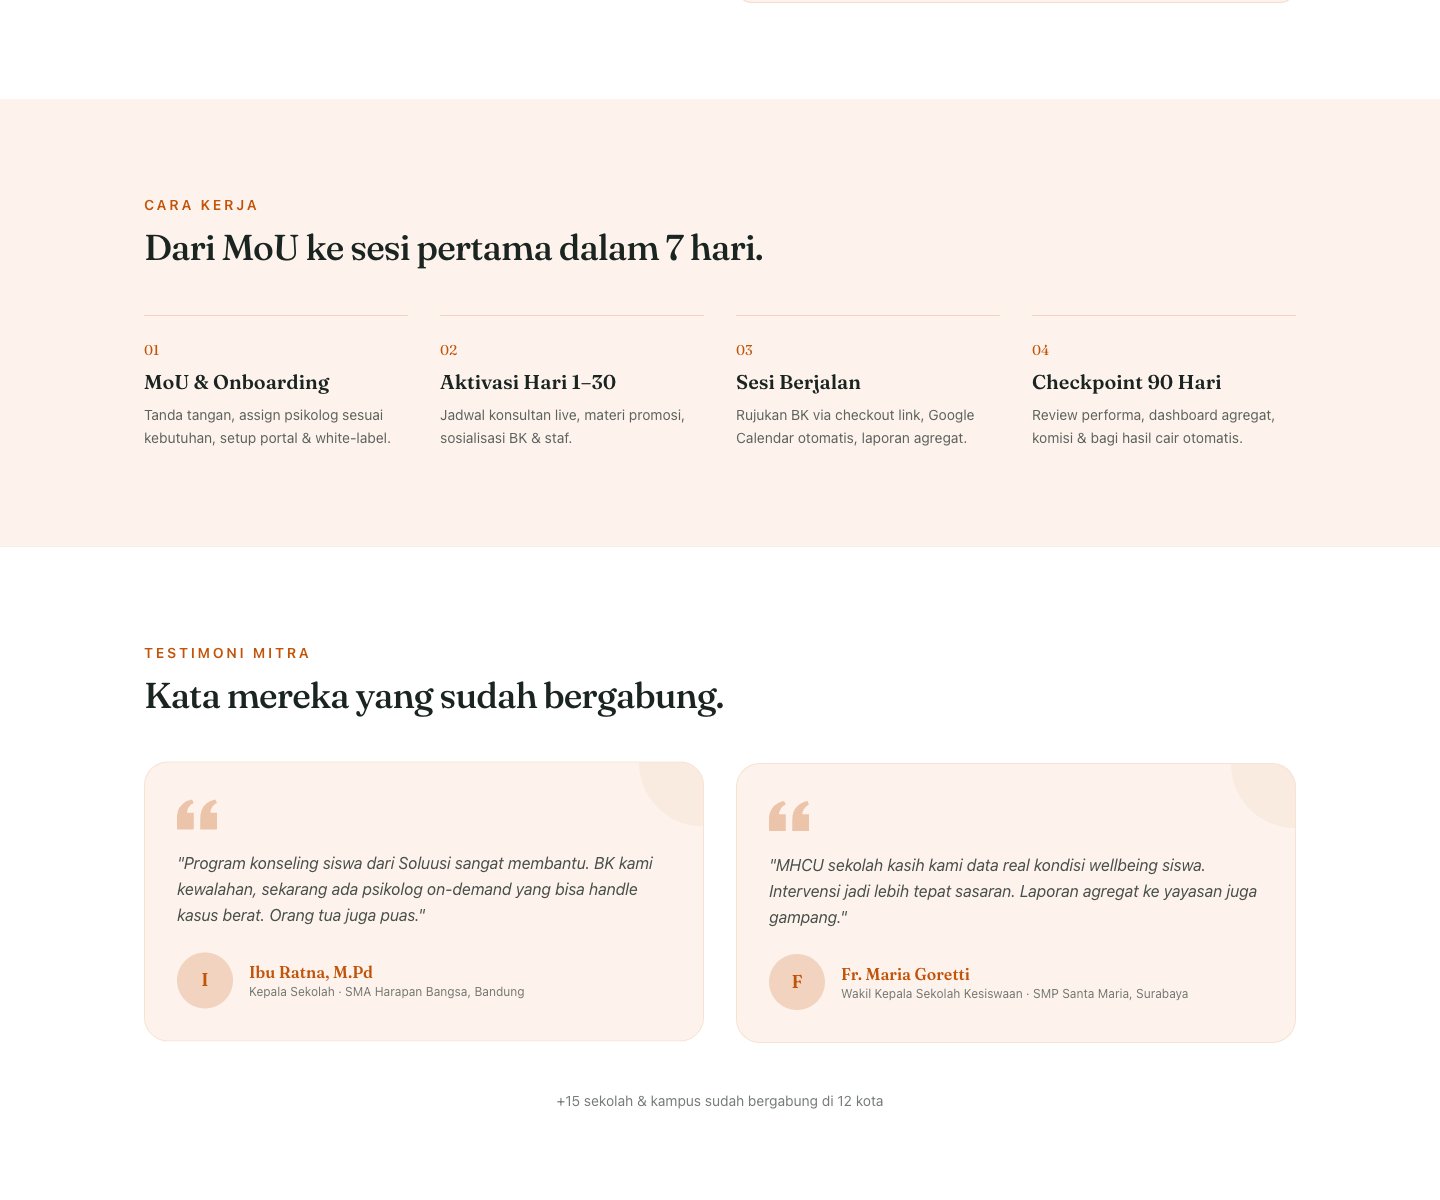 CARA KERJA
Dari MoU ke sesi pertama dalam 7 hari.
01
MoU & Onboarding
Tanda tangan, assign psikolog sesuai
kebutuhan, setup portal & white-label.
02
Aktivasi Hari 1–30
Jadwal konsultan live, materi promosi,
sosialisasi BK & staf.
03
Sesi Berjalan
Rujukan BK via checkout link, Google
Calendar otomatis, laporan agregat.
04
Checkpoint 90 Hari
Review performa, dashboard agregat,
komisi & bagi hasil cair otomatis.
TESTIMONI MITRA
Kata mereka yang sudah bergabung.
"Program konseling siswa dari Soluusi sangat membantu. BK kami
kewalahan, sekarang ada psikolog on-demand yang bisa handle
kasus berat. Orang tua juga puas."
I
Ibu Ratna, M.Pd
Kepala Sekolah · SMA Harapan Bangsa, Bandung
"MHCU sekolah kasih kami data real kondisi wellbeing siswa.
Intervensi jadi lebih tepat sasaran. Laporan agregat ke yayasan juga
gampang."
F
Fr. Maria Goretti
Wakil Kepala Sekolah Kesiswaan · SMP Santa Maria, Surabaya
+15 sekolah & kampus sudah bergabung di 12 kota